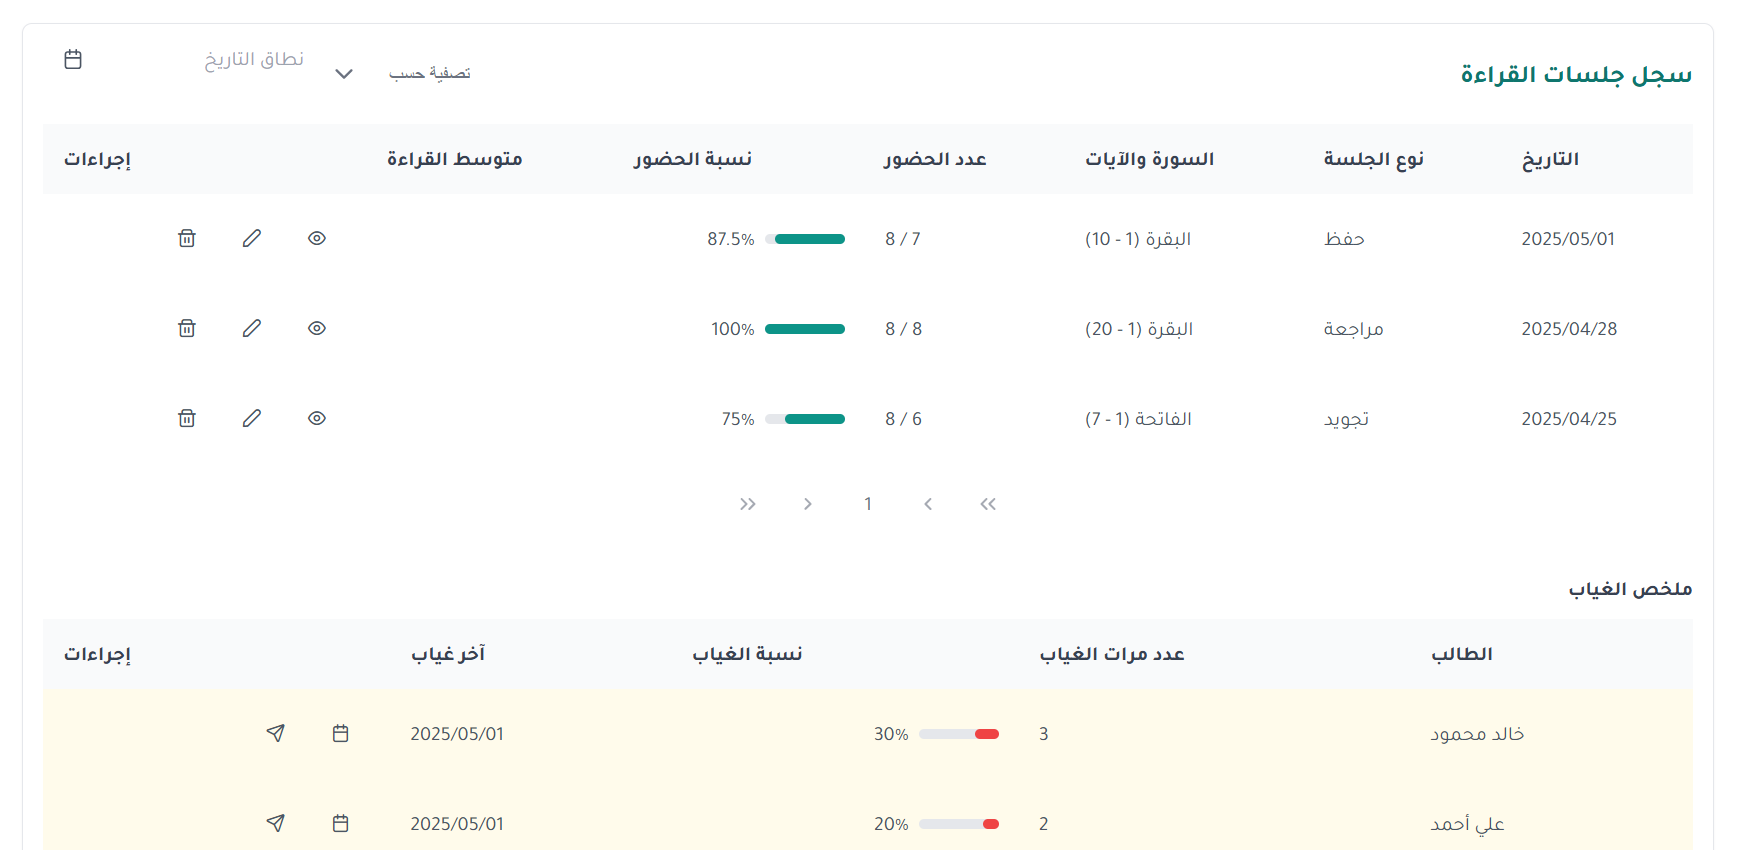 سجل جلسات القراءة
تصفية حسب
نطاق التاريخ
التاريخ نوع الجلسة السورة والآيات عدد الحضور نسبة الحضور متوسط القراءة إجراءات
2025/05/01 حفظ البقرة (1 - 10) 7 / 8 87.5%
2025/04/28 مراجعة البقرة (1 - 20) 8 / 8 100%
2025/04/25 تجويد الفاتحة (1 - 7) 6 / 8 75%
1
ملخص الغياب
الطالب عدد مرات الغياب نسبة الغياب آخر غياب إجراءات
خالد محمود 3 30% 2025/05/01
علي أحمد 2 20% 2025/05/01